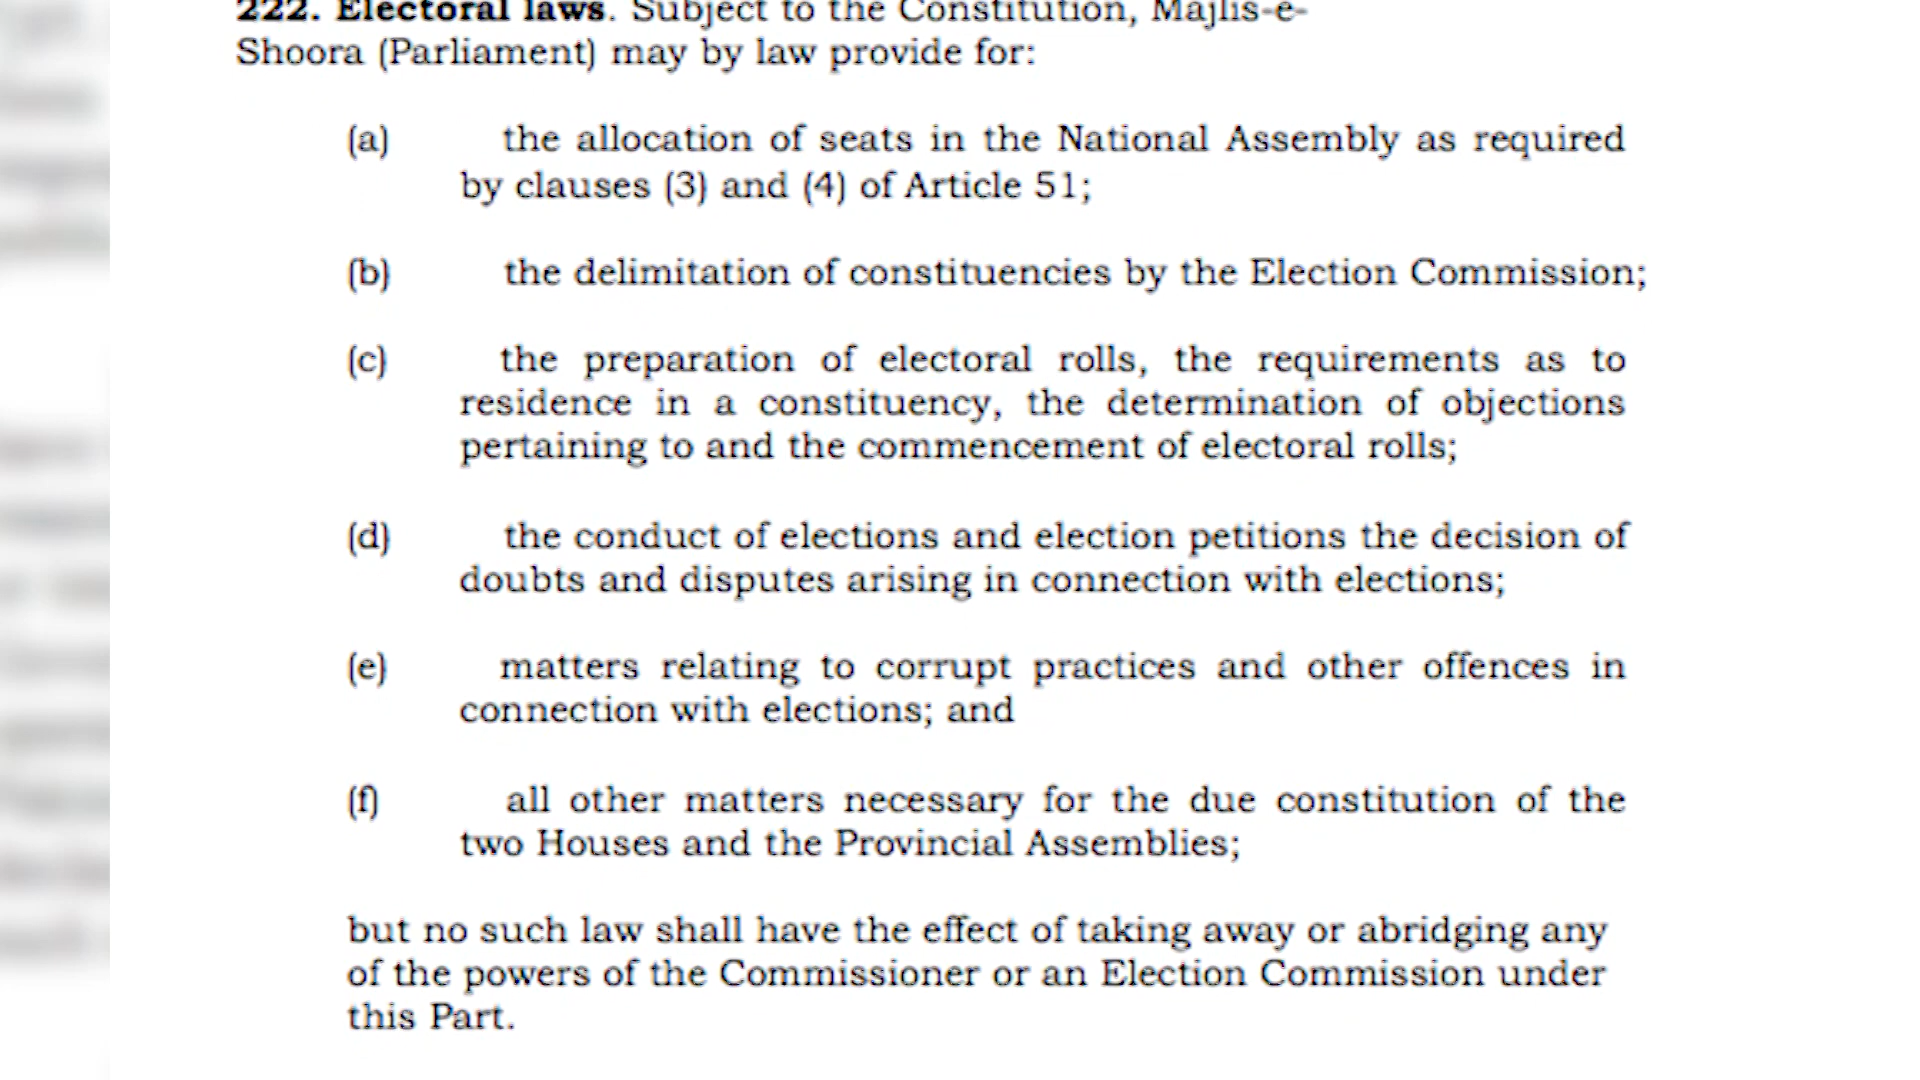 222. Electoral laws. Subject to the Constitution, Majlis-e-
Shoora (Parliament) may by law provide for:
(a) the allocation of seats in the National Assembly as required
by clauses (3) and (4) of Article 51;
(b) the delimitation of constituencies by the Election Commission;
(c) the preparation of electoral rolls, the requirements as to
residence in a constituency, the determination of objections
pertaining to and the commencement of electoral rolls;
(d) the conduct of elections and election petitions the decision of
doubts and disputes arising in connection with elections;
(e) matters relating to corrupt practices and other offences in
connection with elections; and
(f) all other matters necessary for the due constitution of the
two Houses and the Provincial Assemblies;
but no such law shall have the effect of taking away or abridging any
of the powers of the Commissioner or an Election Commission under
this Part.